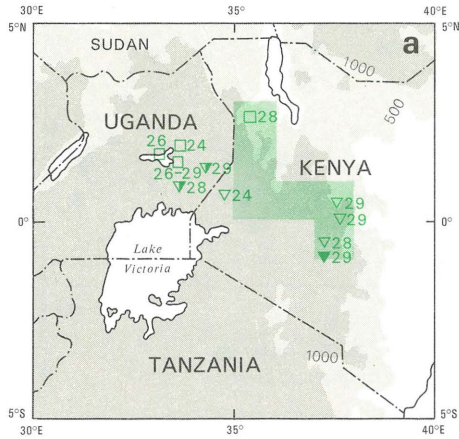 30°E 35° 40°E
5°N 5°N
SUDAN
a
1000
500
UGANDA
28
26 24
KENYA
26-29 29
28 24
29
29
0° 0°
28
29
Lake
Victoria
1000
TANZANIA
5°S 5°S
30°E 35° 40°E